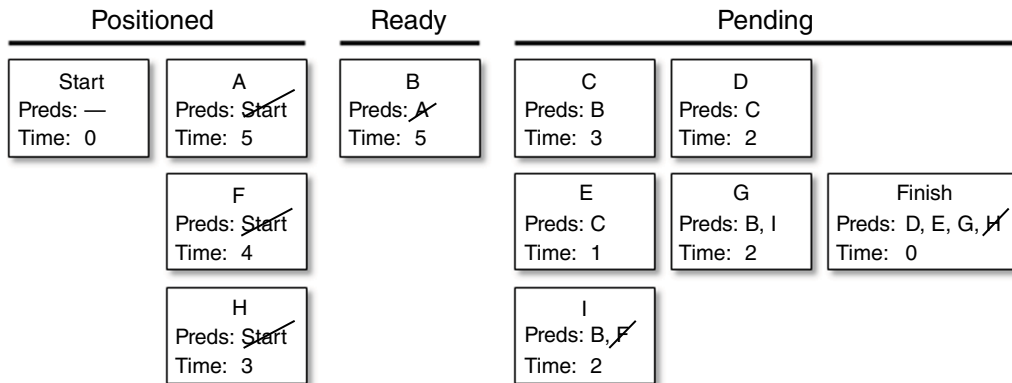 Positioned
Ready
Pending
Start
Preds: —
Time: 0
A
Preds: Start
Time: 5
B
Preds: A
Time: 5
C
Preds: B
Time: 3
D
Preds: C
Time: 2
F
Preds: Start
Time: 4
E
Preds: C
Time: 1
G
Preds: B, I
Time: 2
Finish
Preds: D, E, G, H
Time: 0
H
Preds: Start
Time: 3
I
Preds: B, F
Time: 2